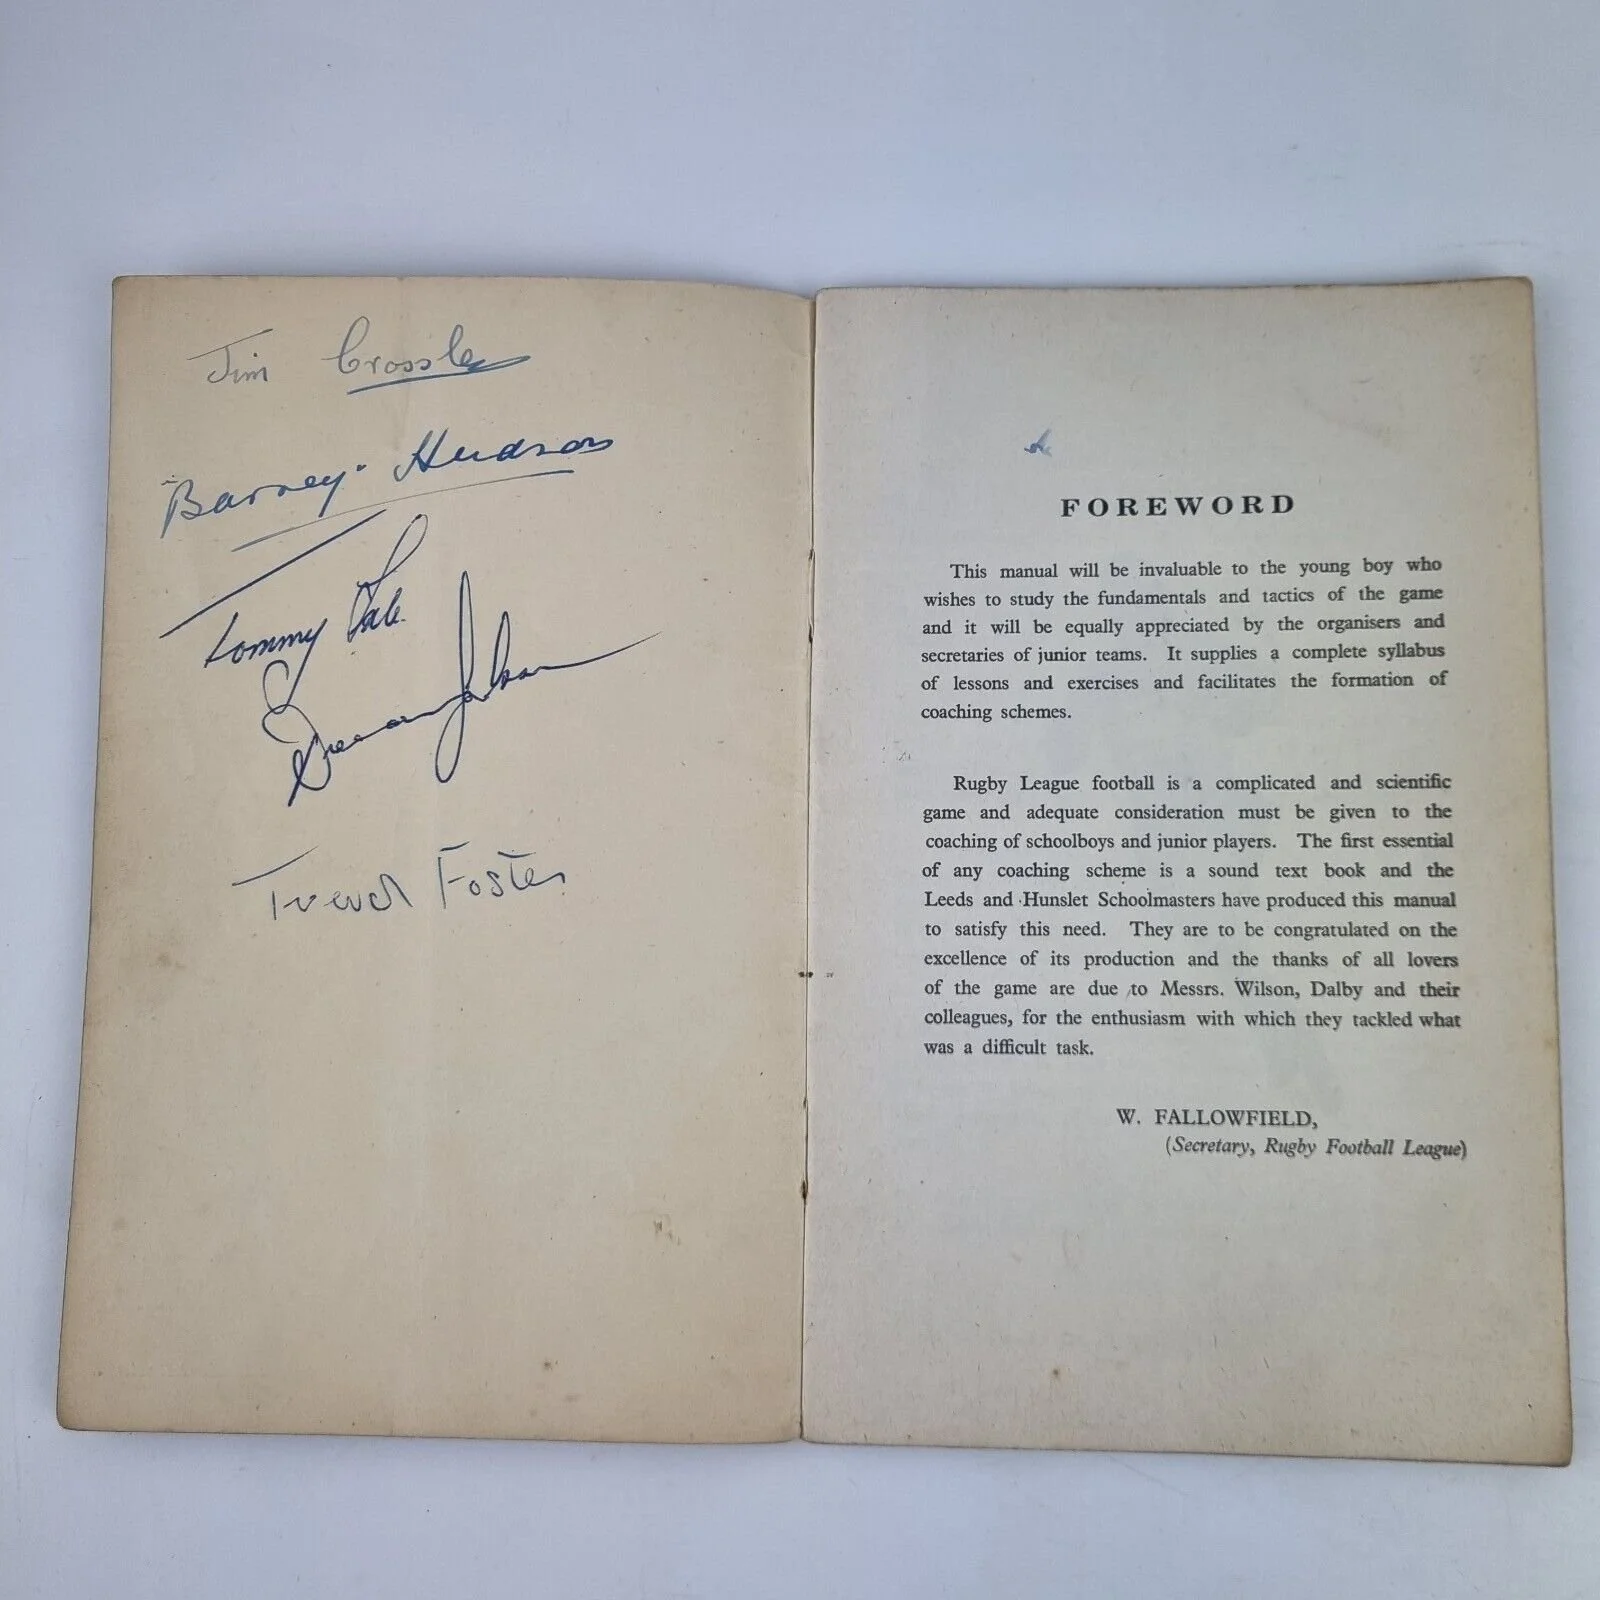 Jim Crossley
"Barney" Hudson
Tommy
Trevor Foster
FOREWORD
This manual will be invaluable to the young boy who
wishes to study the fundamentals and tactics of the game
and it will be equally appreciated by the organisers and
secretaries of junior teams. It supplies a complete syllabus
of lessons and exercises and facilitates the formation of
coaching schemes.
Rugby League football is a complicated and scientific
game and adequate consideration must be given to the
coaching of schoolboys and junior players. The first essential
of any coaching scheme is a sound text book and the
Leeds and Hunslet Schoolmasters have produced this manual
to satisfy this need. They are to be congratulated on the
excellence of its production and the thanks of all lovers
of the game are due to Messrs. Wilson, Dalby and their
colleagues, for the enthusiasm with which they tackled what
was a difficult task.
W. FALLOWFIELD,
(Secretary, Rugby Football League)